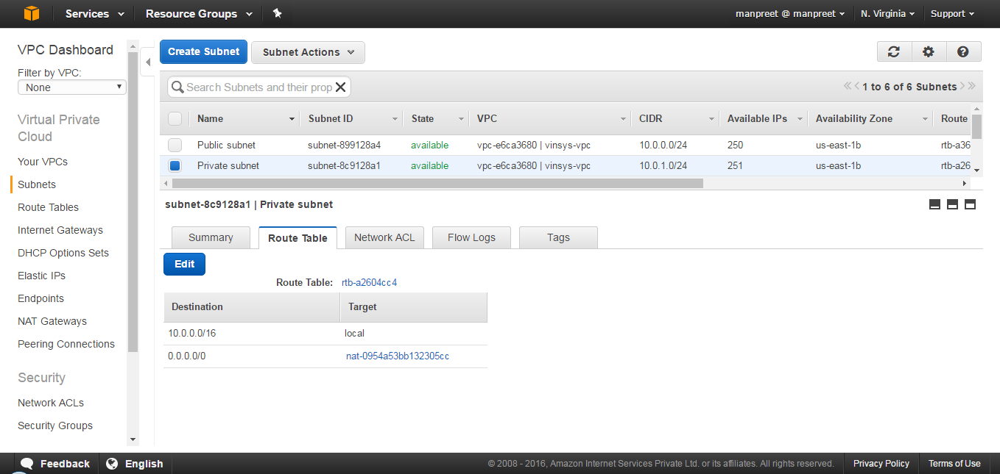 Services Resource Groups manpreet @ manpreet N. Virginia Support
VPC Dashboard
Filter by VPC:
None
Virtual Private
Cloud
Your VPCs
Subnets
Route Tables
Internet Gateways
DHCP Options Sets
Elastic IPs
Endpoints
NAT Gateways
Peering Connections
Security
Network ACLs
Security Groups
Create Subnet Subnet Actions
Search Subnets and their prop
1 to 6 of 6 Subnets
Name Subnet ID State VPC CIDR Available IPs Availability Zone Route
Public subnet subnet-899128a4 available vpc-e6ca3680 | vinsys-vpc 10.0.0.0/24 250 us-east-1b rtb-a36
Private subnet subnet-8c9128a1 available vpc-e6ca3680 | vinsys-vpc 10.0.1.0/24 251 us-east-1b rtb-a26
subnet-8c9128a1 | Private subnet
Summary Route Table Network ACL Flow Logs Tags
Edit
Route Table: rtb-a2604cc4
Destination Target
10.0.0.0/16 local
0.0.0.0/0 nat-0954a53bb132305cc
Feedback English © 2008 - 2016, Amazon Internet Services Private Ltd. or its affiliates. All rights reserved. Privacy Policy Terms of Use